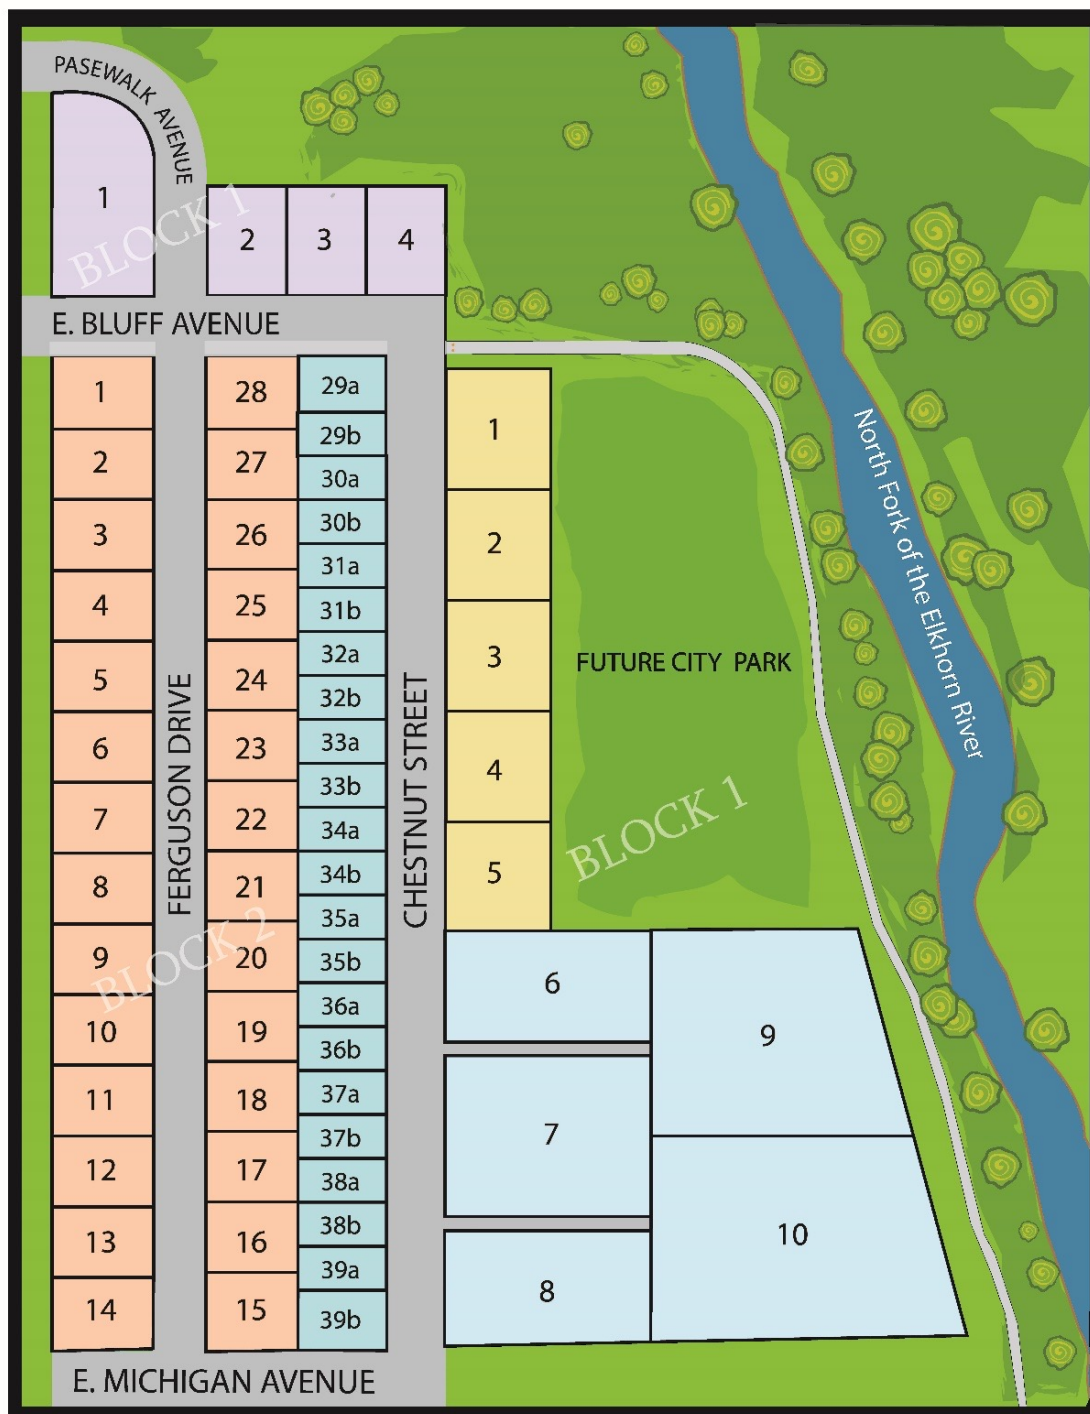 PASEWALK AVENUE
1
BLOCK 1
2
3
4
E. BLUFF AVENUE
1
2
3
4
5
6
7
8
9
10
11
12
13
14
FERGUSON DRIVE
BLOCK 2
28
27
26
25
24
23
22
21
20
19
18
17
16
15
29a
29b
30a
30b
31a
31b
32a
32b
33a
33b
34a
34b
35a
35b
36a
36b
37a
37b
38a
38b
39a
39b
CHESTNUT STREET
1
2
3
4
5
FUTURE CITY PARK
BLOCK 1
6
7
8
9
10
North Fork of the Elkhorn River
E. MICHIGAN AVENUE